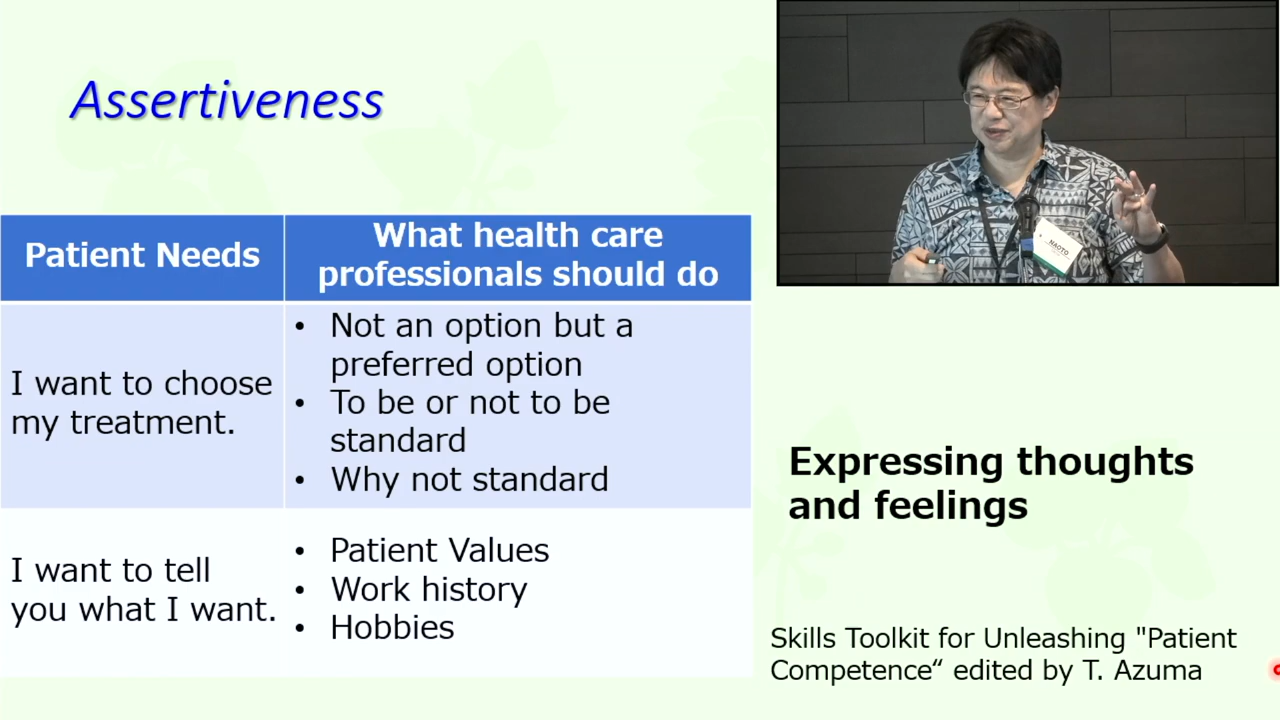 Assertiveness
NAOTO
Patient Needs
What health care
professionals should do
I want to choose
my treatment.
• Not an option but a
preferred option
• To be or not to be
standard
• Why not standard
I want to tell
you what I want.
• Patient Values
• Work history
• Hobbies
Expressing thoughts
and feelings
Skills Toolkit for Unleashing "Patient
Competence“ edited by T. Azuma